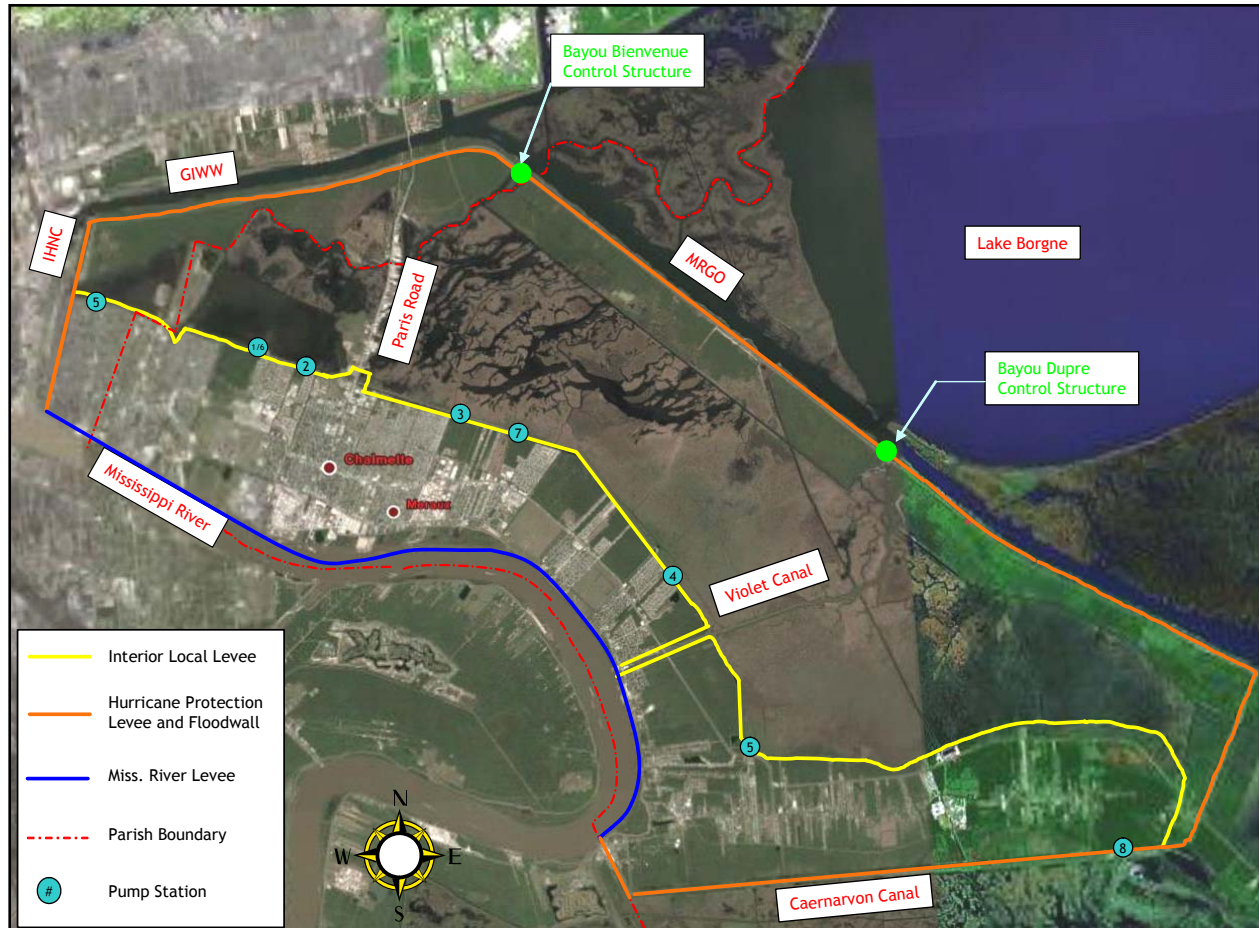 Bayou Bienvenue
Control Structure
GIWW
IHNC
Lake Borgne
MRGO
Paris Road
5
1/6
2
Bayou Dupre
Control Structure
3
7
Chalmette
Meraux
Mississippi River
4
Violet Canal
Interior Local Levee
Hurricane Protection
Levee and Floodwall
Miss. River Levee
5
Parish Boundary
N
W
E
S
8
#
Pump Station
Caernarvon Canal